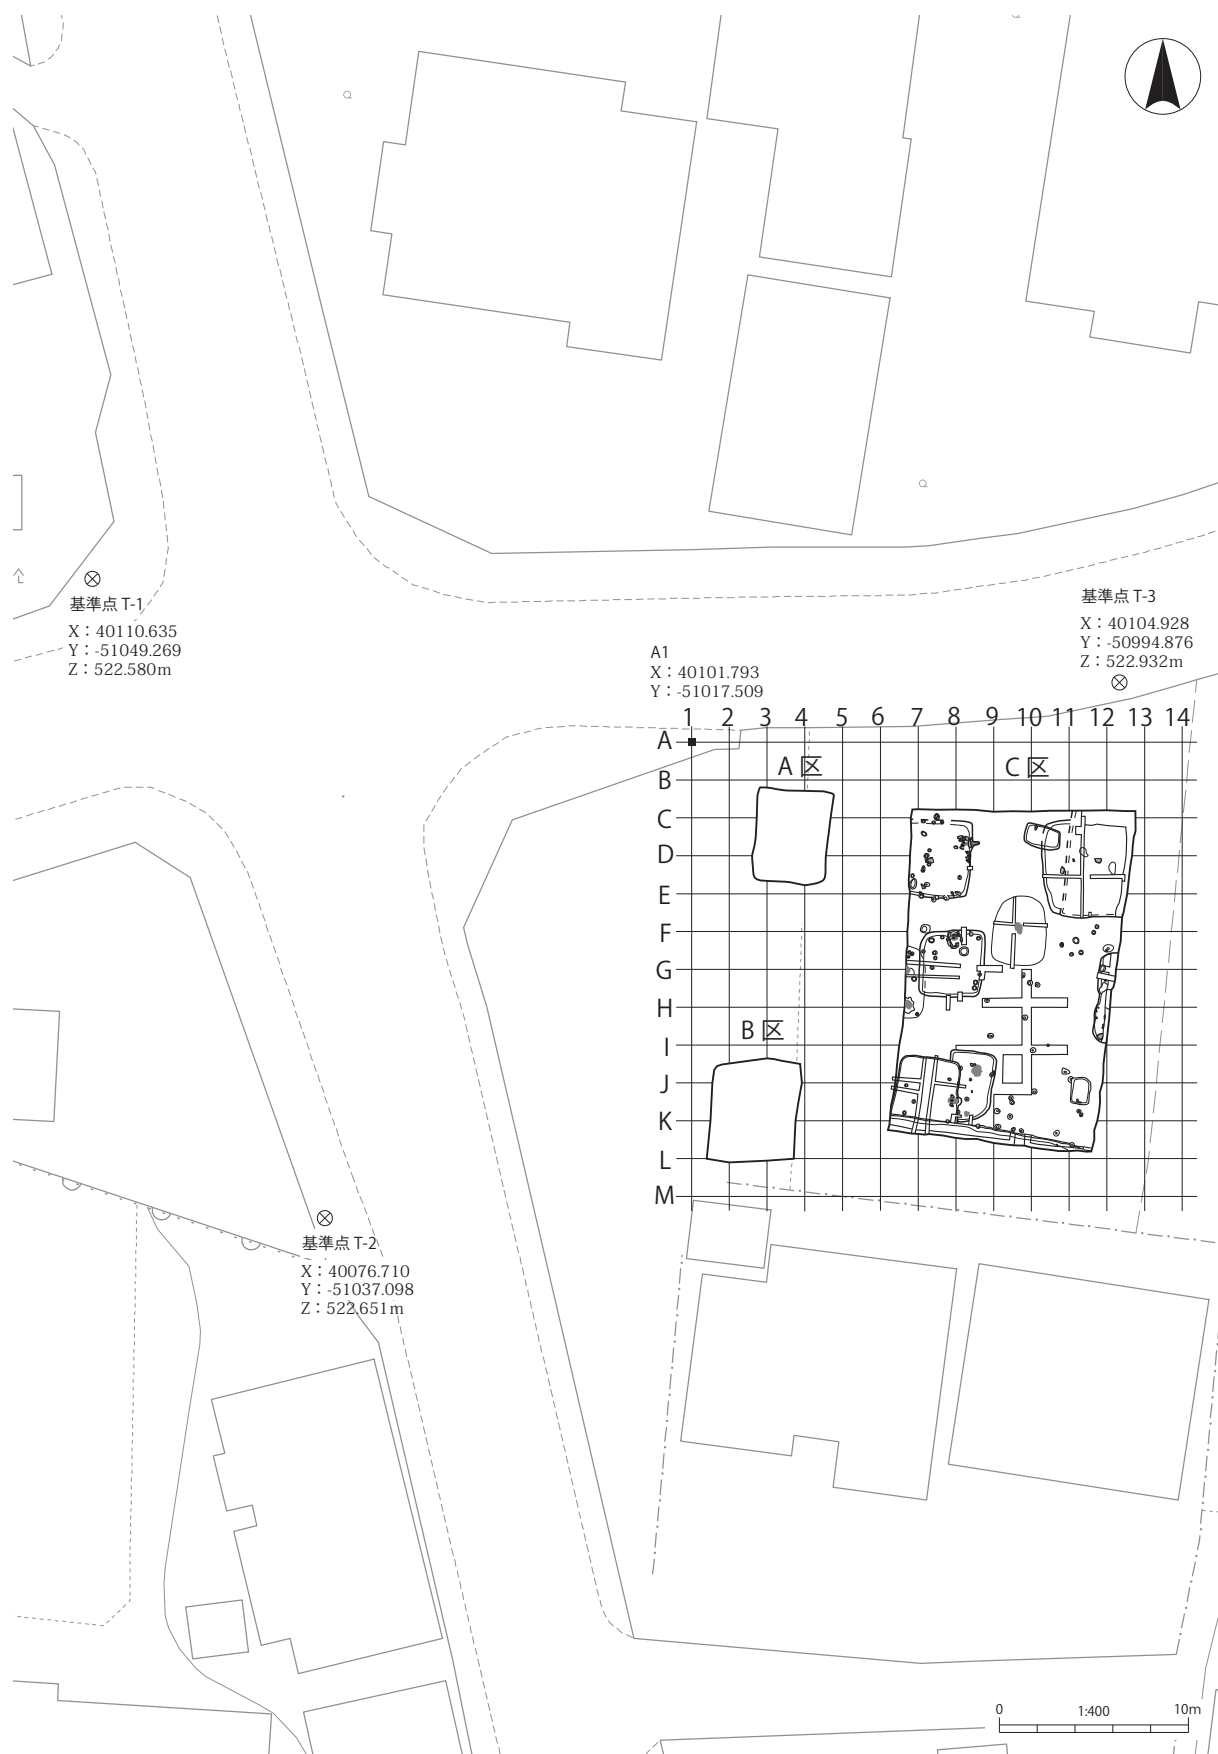 基準点 T-1
X：40110.635
Y：-51049.269
Z：522.580m
基準点 T-3
X：40104.928
Y：-50994.876
Z：522.932m
A1
X：40101.793
Y：-51017.509
1 2 3 4 5 6 7 8 9 10 11 12 13 14
A
B
C
D
E
F
G
H
I
J
K
L
M
A 区
C 区
B 区
基準点 T-2
X：40076.710
Y：-51037.098
Z：522.651m
0 1:400 10m